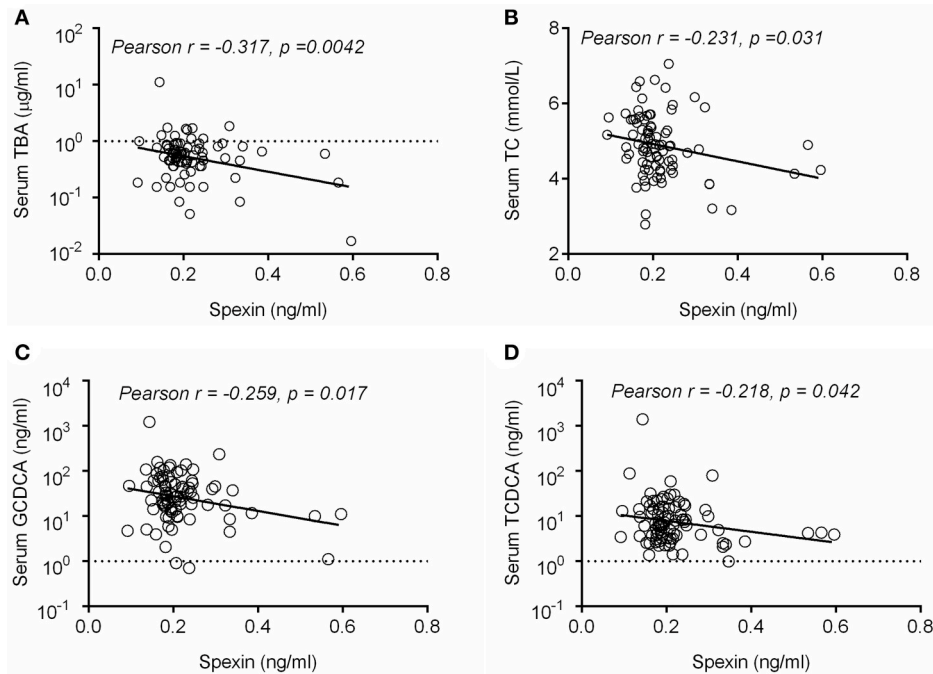 A
Pearson r = -0.317, p =0.0042
Serum TBA (μg/ml)
10^2
10^1
10^0
10^-1
10^-2
0.0 0.2 0.4 0.6 0.8
Spexin (ng/ml)
B
Pearson r = -0.231, p =0.031
Serum TC (mmol/L)
8
6
4
2
0.0 0.2 0.4 0.6 0.8
Spexin (ng/ml)
C
Pearson r = -0.259, p = 0.017
Serum GCDCA (ng/ml)
10^4
10^3
10^2
10^1
10^0
10^-1
0.0 0.2 0.4 0.6 0.8
Spexin (ng/ml)
D
Pearson r = -0.218, p = 0.042
Serum TCDCA (ng/ml)
10^4
10^3
10^2
10^1
10^0
10^-1
0.0 0.2 0.4 0.6 0.8
Spexin (ng/ml)